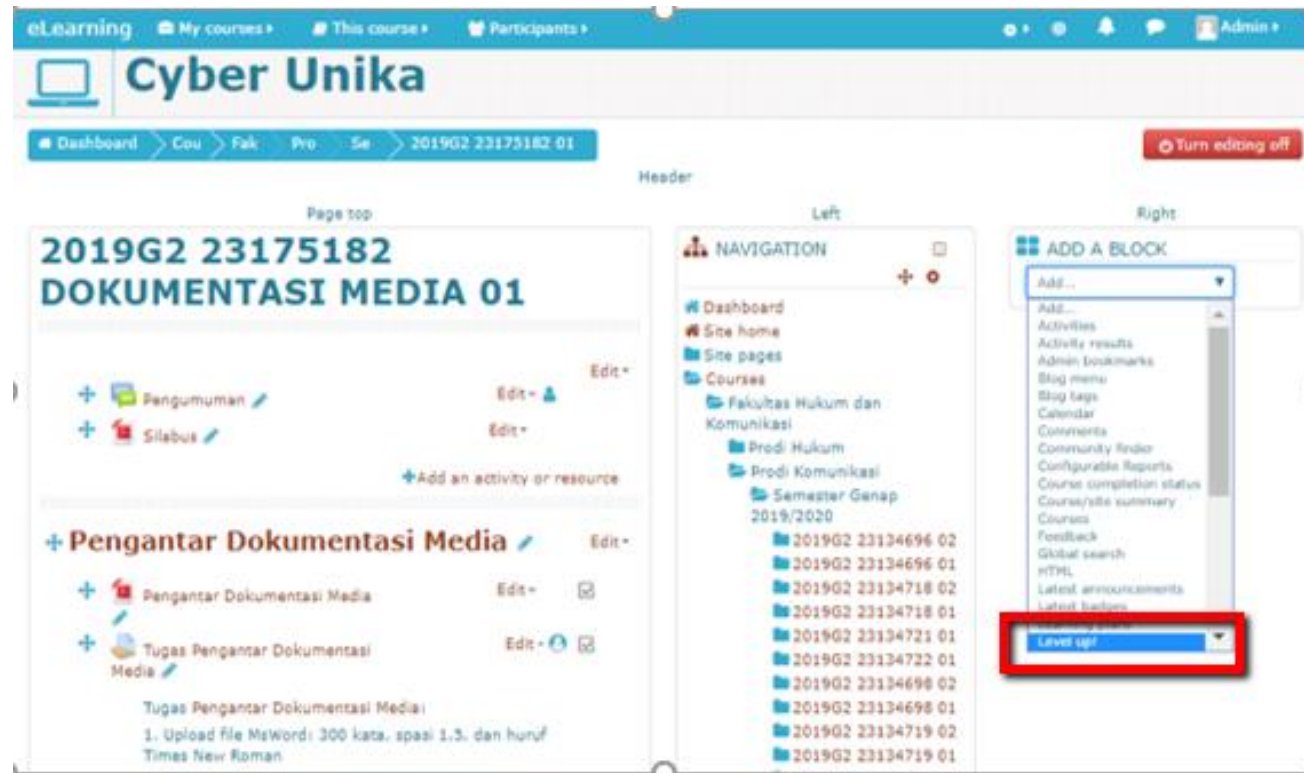 eLearning My courses This course Participants Admin
Cyber Unika
Dashboard Cou Fak Pro Se 2019G2 23175182 01
Turn editing off
Header
Page top
2019G2 23175182
DOKUMENTASI MEDIA 01
Edit
Pengumuman Edit
Silabus Edit
Add an activity or resource
Pengantar Dokumentasi Media Edit
Pengantar Dokumentasi Media Edit
Tugas Pengantar Dokumentasi Edit
Media
Tugas Pengantar Dokumentasi Media:
1. Upload file MsWord: 300 kata, spasi 1.5, dan huruf
Times New Roman
Left
NAVIGATION
Dashboard
Site home
Site pages
Courses
Fakultas Hukum dan
Komunikasi
Prodi Hukum
Prodi Komunikasi
Semester Genap
2019/2020
2019G2 23134696 02
2019G2 23134696 01
2019G2 23134718 02
2019G2 23134718 01
2019G2 23134721 01
2019G2 23134722 01
2019G2 23134698 02
2019G2 23134698 01
2019G2 23134719 02
2019G2 23134719 01
Right
ADD A BLOCK
Add...
Add...
Activities
Activity results
Admin bookmarks
Blog menu
Blog tags
Calendar
Comments
Community finder
Configurable Reports
Course completion status
Course/site summary
Courses
Feedback
Global search
HTML
Latest announcements
Latest badges
Level up!